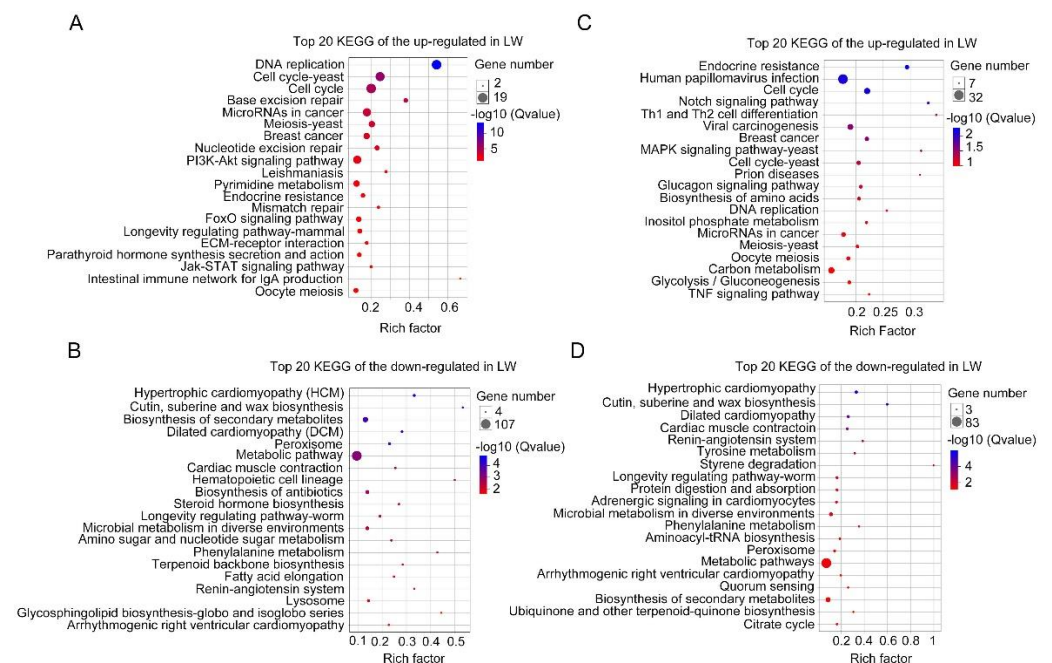 A
Top 20 KEGG of the up-regulated in LW
DNA replication
Cell cycle-yeast
Cell cycle
Base excision repair
MicroRNAs in cancer
Meiosis-yeast
Breast cancer
Nucleotide excision repair
PI3K-Akt signaling pathway
Leishmaniasis
Pyrimidine metabolism
Endocrine resistance
Mismatch repair
FoxO signaling pathway
Longevity regulating pathway-mammal
ECM-receptor interaction
Parathyroid hormone synthesis secretion and action
Jak-STAT signaling pathway
Intestinal immune network for IgA production
Oocyte meiosis
0.2 0.4 0.6
Rich factor
Gene number
2
19
-log10 (Qvalue)
10
5
C
Top 20 KEGG of the up-regulated in LW
Endocrine resistance
Human papillomavirus infection
Cell cycle
Notch signaling pathway
Th1 and Th2 cell differentiation
Viral carcinogenesis
Breast cancer
MAPK signaling pathway-yeast
Cell cycle-yeast
Prion diseases
Glucagon signaling pathway
Biosynthesis of amino acids
DNA replication
Inositol phosphate metabolism
MicroRNAs in cancer
Meiosis-yeast
Oocyte meiosis
Carbon metabolism
Glycolysis / Gluconeogenesis
TNF signaling pathway
0.2 0.25 0.3
Rich Factor
Gene number
7
32
-log10 (Qvalue)
2
1.5
1
B
Top 20 KEGG of the down-regulated in LW
Hypertrophic cardiomyopathy (HCM)
Cutin, suberine and wax biosynthesis
Biosynthesis of secondary metabolites
Dilated cardiomyopathy (DCM)
Peroxisome
Metabolic pathway
Cardiac muscle contraction
Hematopoietic cell lineage
Biosynthesis of antibiotics
Steroid hormone biosynthesis
Longevity regulating pathway-worm
Microbial metabolism in diverse environments
Amino sugar and nucleotide sugar metabolism
Phenylalanine metabolism
Terpenoid backbone biosynthesis
Fatty acid elongation
Renin-angiotensin system
Lysosome
Glycosphingolipid biosynthesis-globo and isoglobo series
Arrhythmogenic right ventricular cardiomyopathy
0.1 0.2 0.3 0.4 0.5
Rich factor
Gene number
4
107
-log10 (Qvalue)
4
3
2
D
Top 20 KEGG of the down-regulated in LW
Hypertrophic cardiomyopathy
Cutin, suberine and wax biosynthesis
Dilated cardiomyopathy
Cardiac muscle contractoin
Renin-angiotensin system
Tyrosine metabolism
Styrene degradation
Longevity regulating pathway-worm
Protein digestion and absorption
Adrenergic signaling in cardiomyocytes
Microbial metabolism in diverse environments
Phenylalanine metabolism
Aminoacyl-tRNA biosynthesis
Peroxisome
Metabolic pathways
Arrhythmogenic right ventricular cardiomyopathy
Quorum sensing
Biosynthesis of secondary metabolites
Ubiquinone and other terpenoid-quinone biosynthesis
Citrate cycle
0.2 0.4 0.6 0.8 1
Rich factor
Gene number
3
83
-log10 (Qvalue)
4
2